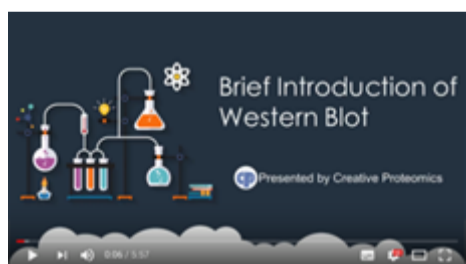 Brief Introduction of
Western Blot
Presented by Creative Proteomics
0:06 / 5:57